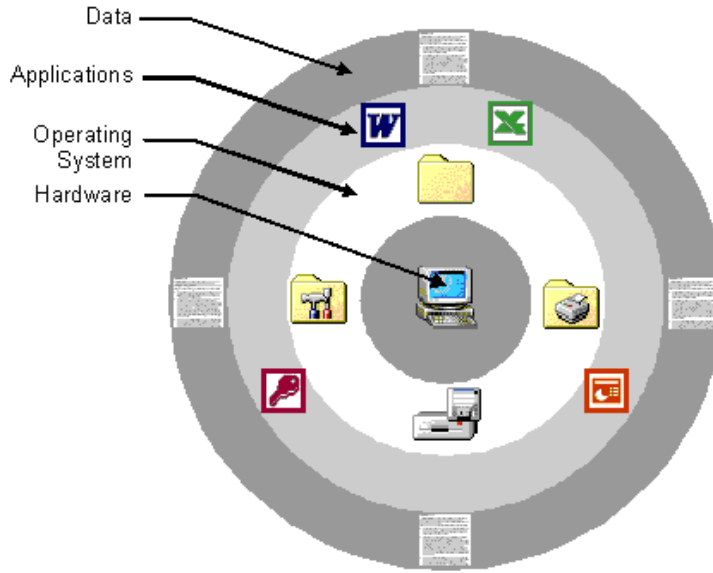 Data
Applications
Operating
System
Hardware
W
X